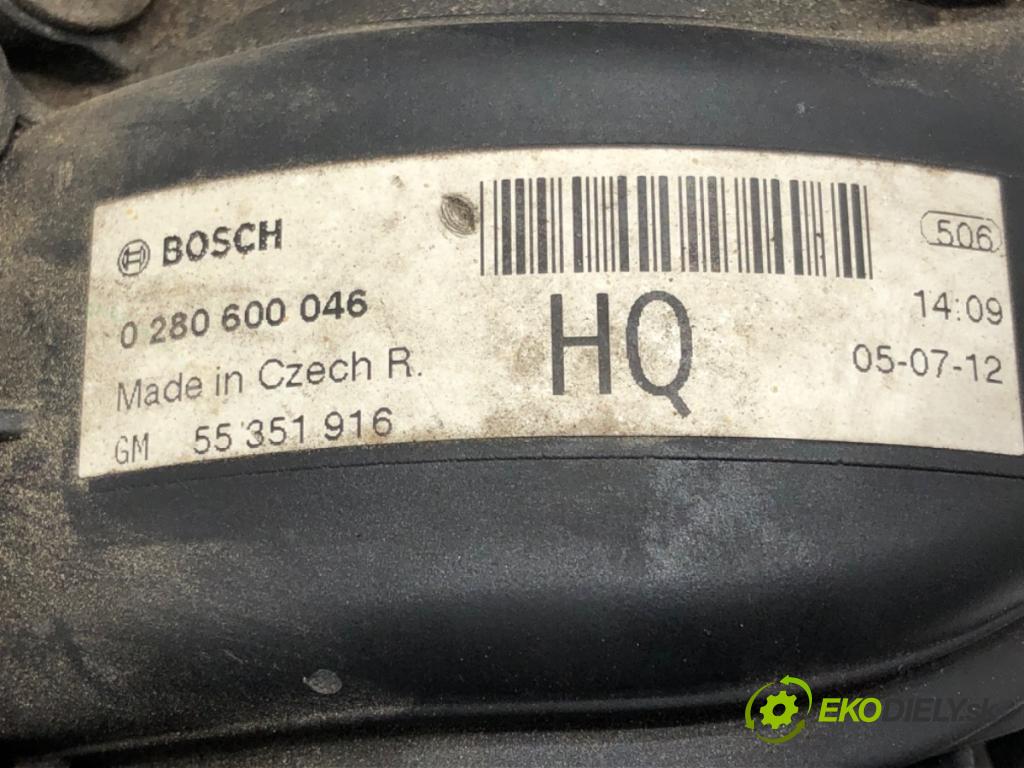 BOSCH
506
0 280 600 046
HQ
14:09
Made in Czech R.
05-07-12
GM 55 351 916
EKODIELY.sk